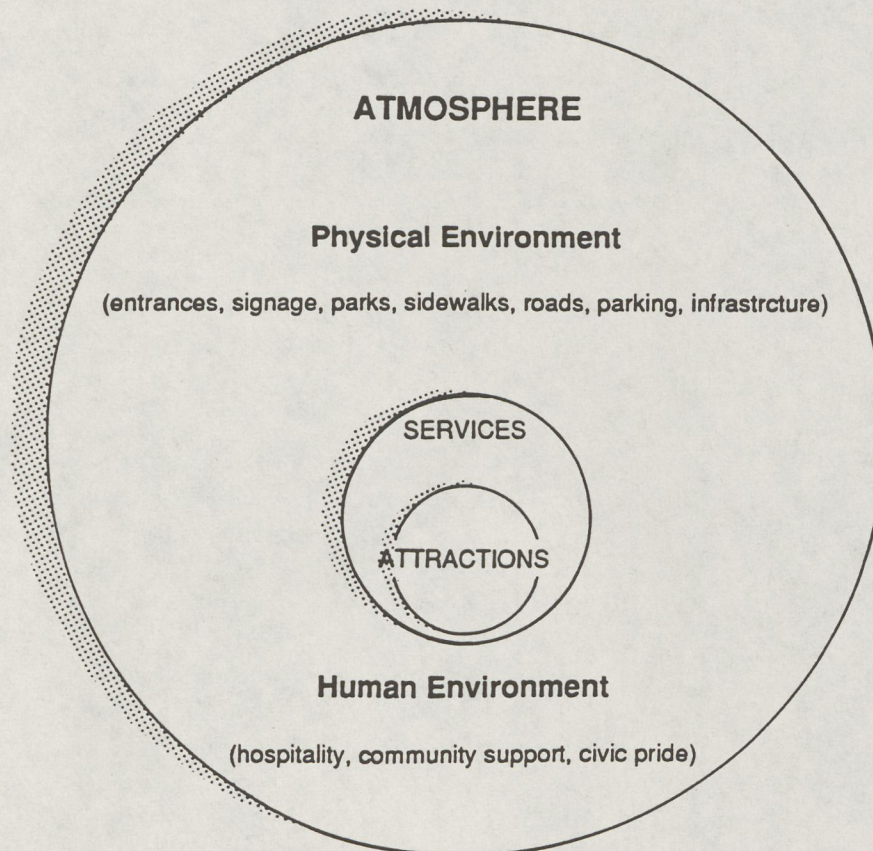 ATMOSPHERE
Physical Environment
(entrances, signage, parks, sidewalks, roads, parking, infrastrcture)
SERVICES
ATTRACTIONS
Human Environment
(hospitality, community support, civic pride)